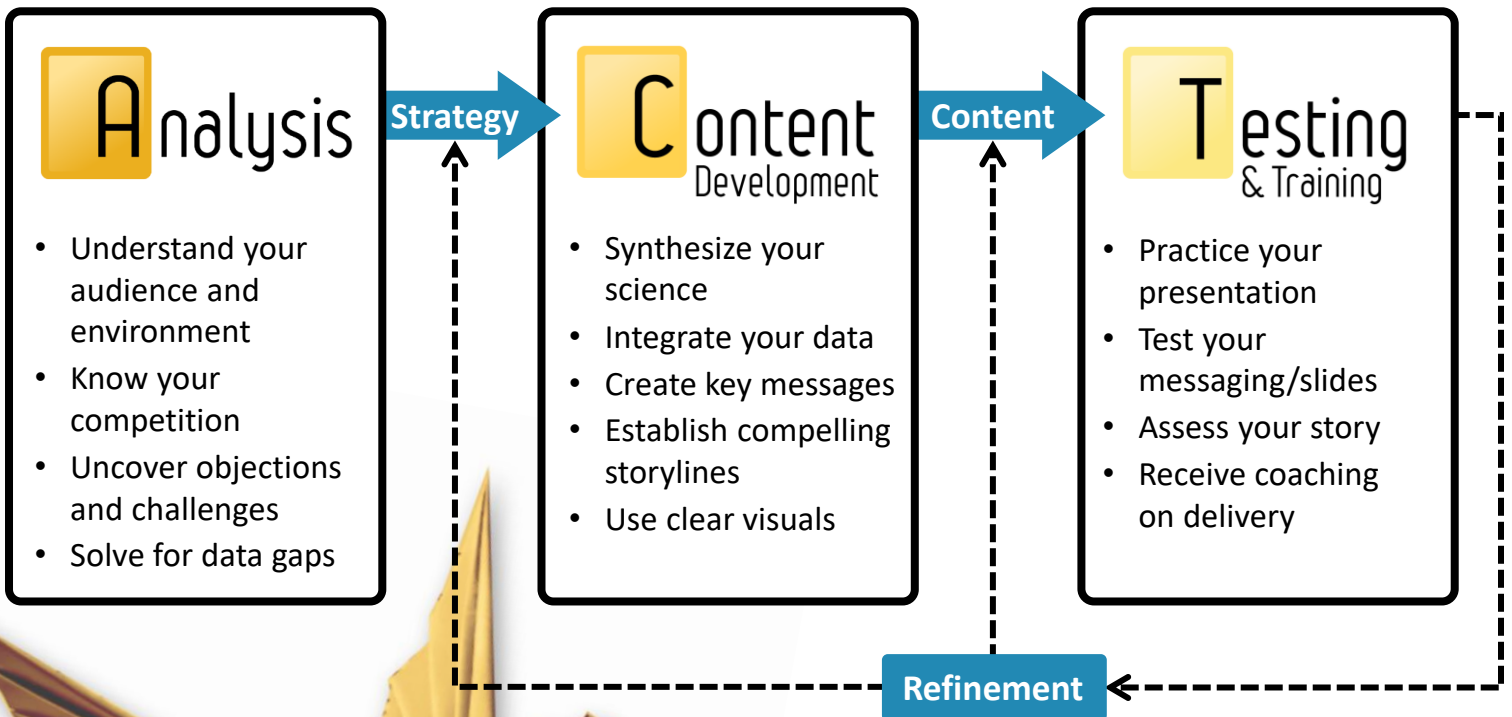 Analysis
• Understand your
audience and
environment
• Know your
competition
• Uncover objections
and challenges
• Solve for data gaps
Strategy
Content
Development
• Synthesize your
science
• Integrate your data
• Create key messages
• Establish compelling
storylines
• Use clear visuals
Content
Testing
& Training
• Practice your
presentation
• Test your
messaging/slides
• Assess your story
• Receive coaching
on delivery
Refinement